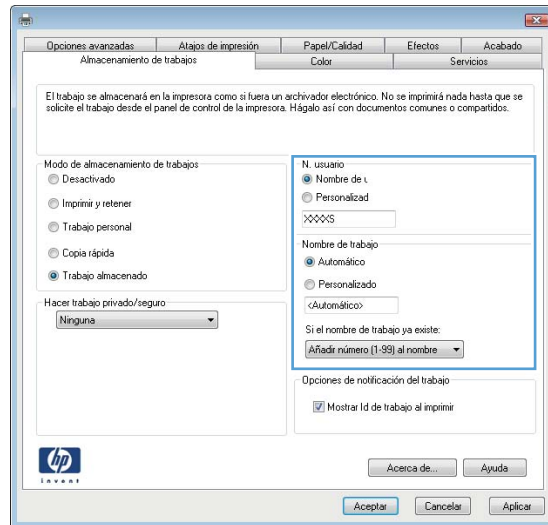 Opciones avanzadas Atajos de impresión Papel/Calidad Efectos Acabado
Almacenamiento de trabajos Color Servicios
El trabajo se almacenará en la impresora como si fuera un archivador electrónico. No se imprimirá nada hasta que se
solicite el trabajo desde el panel de control de la impresora. Hágalo así con documentos comunes o compartidos.
Modo de almacenamiento de trabajos
Desactivado
Imprimir y retener
Trabajo personal
Copia rápida
Trabajo almacenado
Hacer trabajo privado/seguro
Ninguna
N. usuario
Nombre de u
Personalizad
XXXXS
Nombre de trabajo
Automático
Personalizado
<Automático>
Si el nombre de trabajo ya existe:
Añadir número (1-99) al nombre
Opciones de notificación del trabajo
Mostrar Id de trabajo al imprimir
hp
invent
Acerca de... Ayuda
Aceptar Cancelar Aplicar